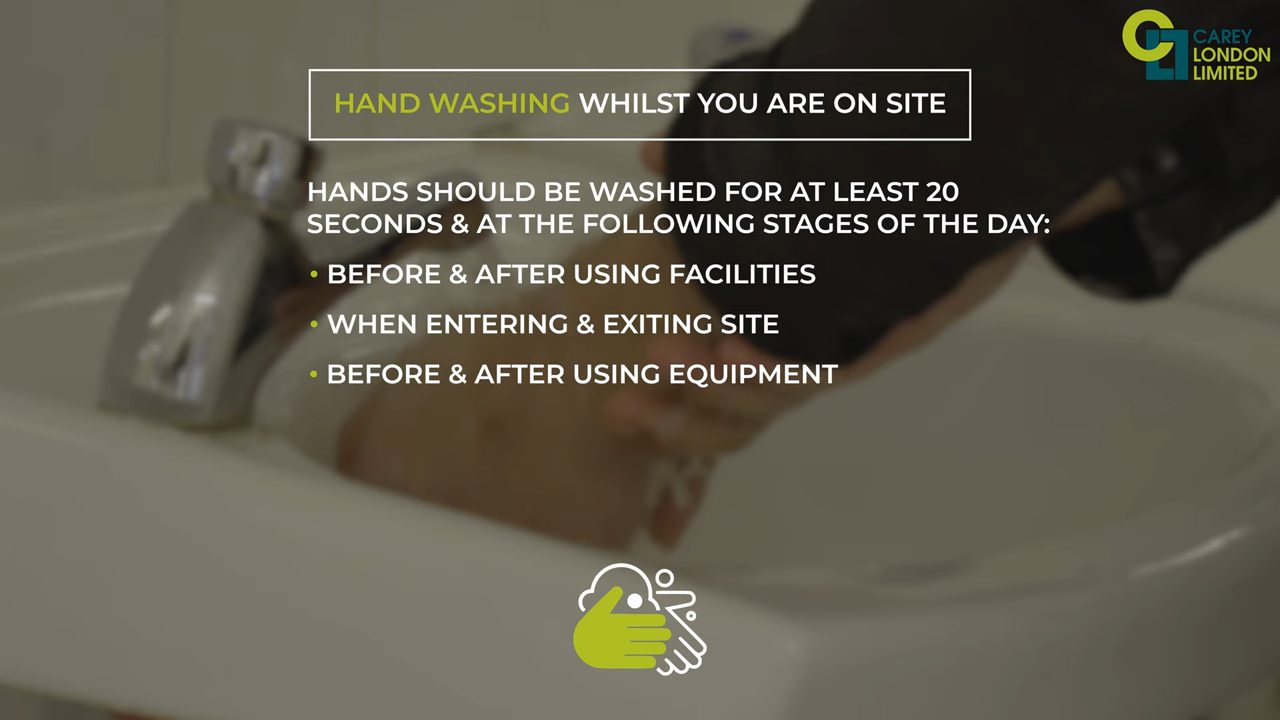 CAREY
LONDON
LIMITED
HAND WASHING WHILST YOU ARE ON SITE
HANDS SHOULD BE WASHED FOR AT LEAST 20
SECONDS & AT THE FOLLOWING STAGES OF THE DAY:
• BEFORE & AFTER USING FACILITIES
• WHEN ENTERING & EXITING SITE
• BEFORE & AFTER USING EQUIPMENT